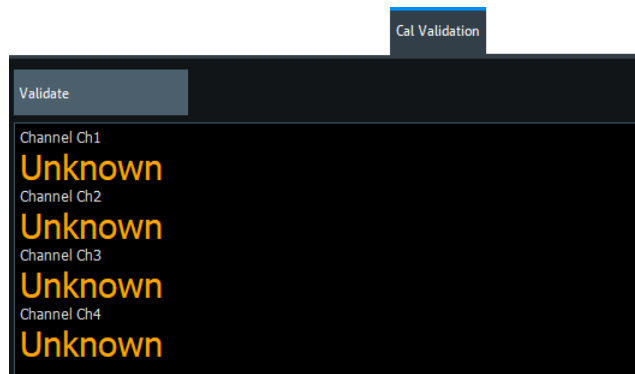 Cal Validation
Validate
Channel Ch1
Unknown
Channel Ch2
Unknown
Channel Ch3
Unknown
Channel Ch4
Unknown